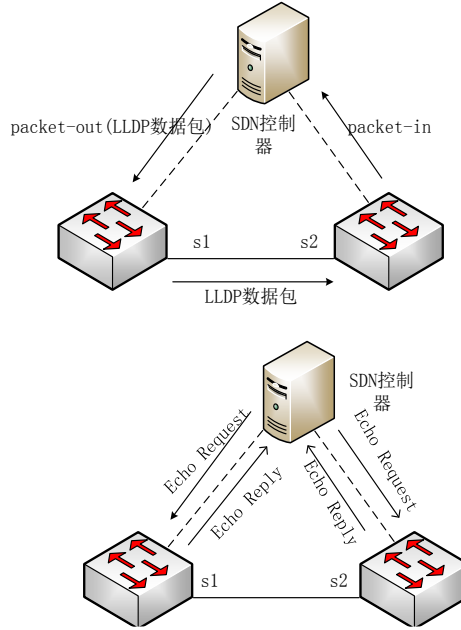 packet-out(LLDP数据包)
SDN控制
器
packet-in
s1
s2
LLDP数据包
SDN控制
器
Echo Request
Echo Reply
Echo Reply
Echo Request
s1
s2